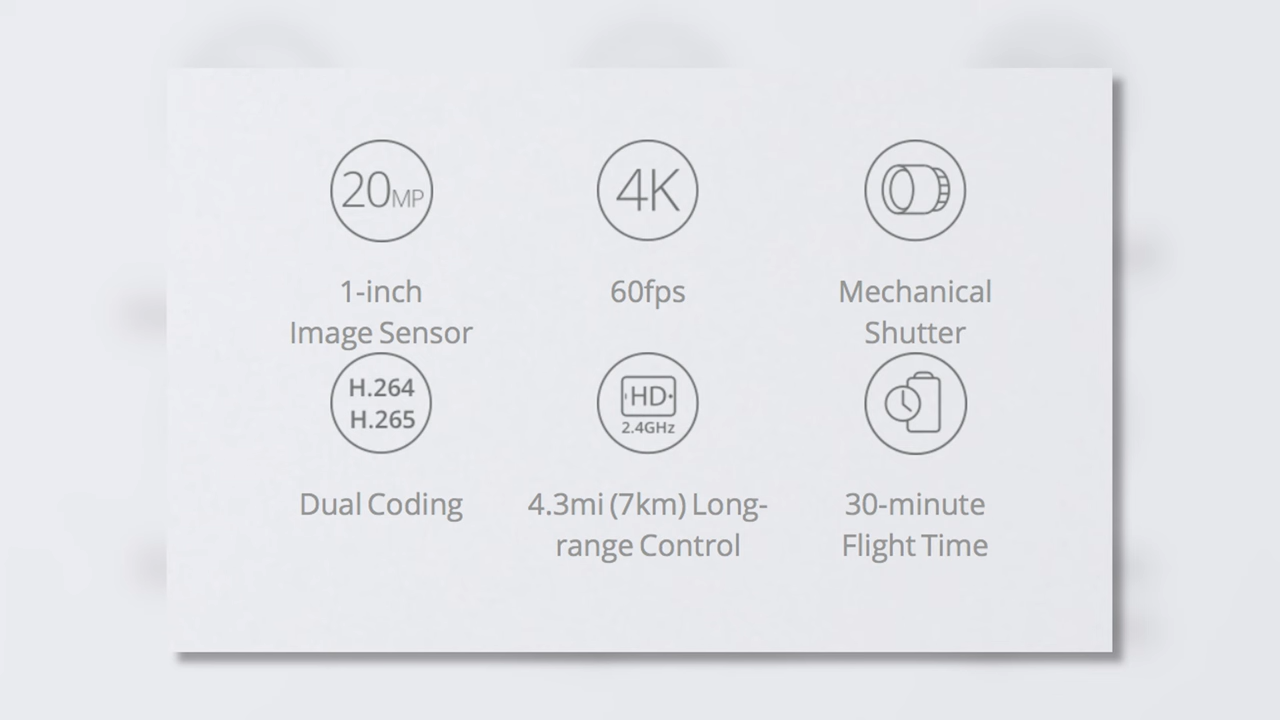 20MP
4K
1-inch
Image Sensor
60fps
Mechanical
Shutter
H.264
H.265
HD
2.4GHz
Dual Coding
4.3mi (7km) Long-
range Control
30-minute
Flight Time